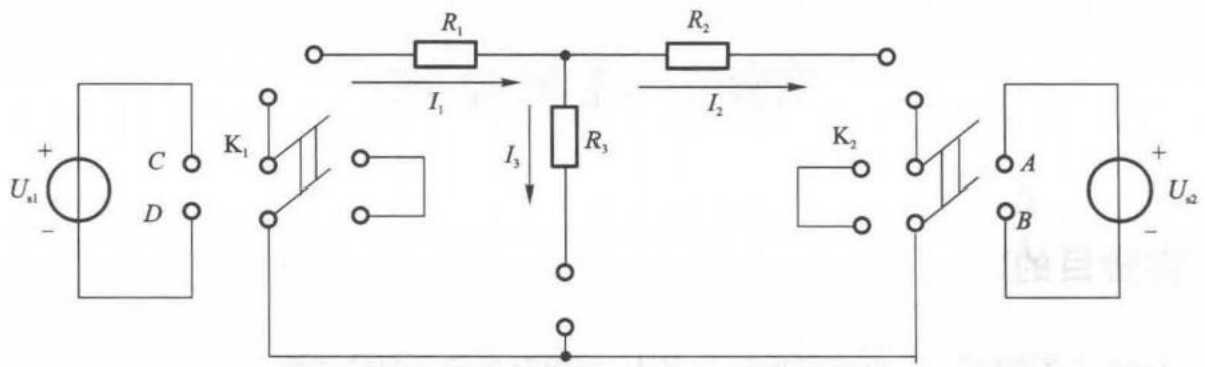 R₁
R₂
I₁
I₂
I₃
R₃
K₁
K₂
+
C
A
+
Uₛ₁
Uₛ₂
D
B
−
−